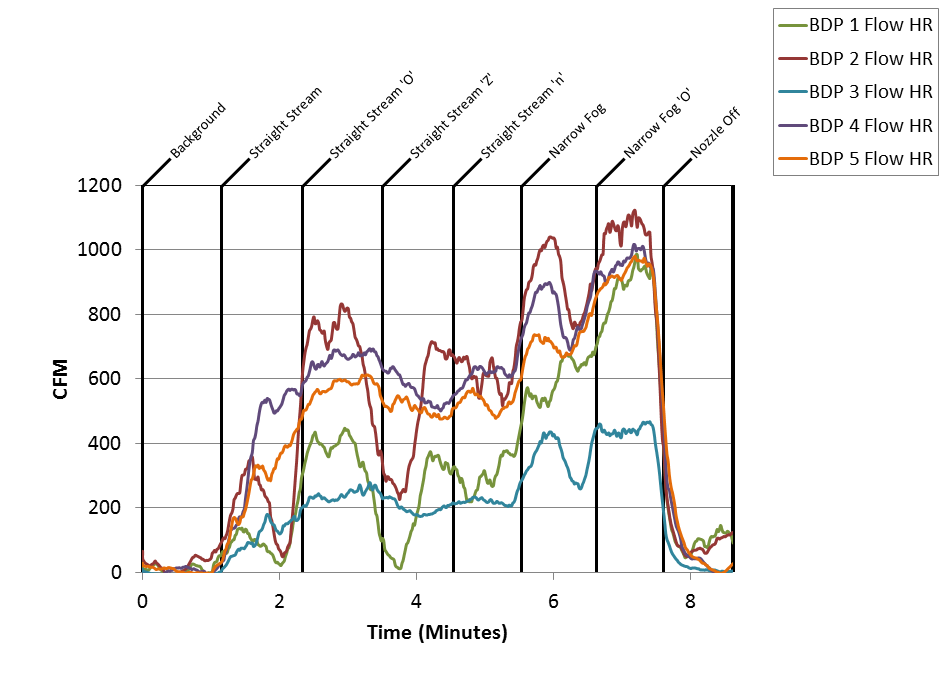 BDP 1 Flow HR
BDP 2 Flow HR
BDP 3 Flow HR
BDP 4 Flow HR
BDP 5 Flow HR
Background
Straight Stream
Straight Stream 'O'
Straight Stream 'Z'
Straight Stream 'n'
Narrow Fog
Narrow Fog 'O'
Nozzle Off
1200
1000
800
600
400
200
0
CFM
0 2 4 6 8
Time (Minutes)